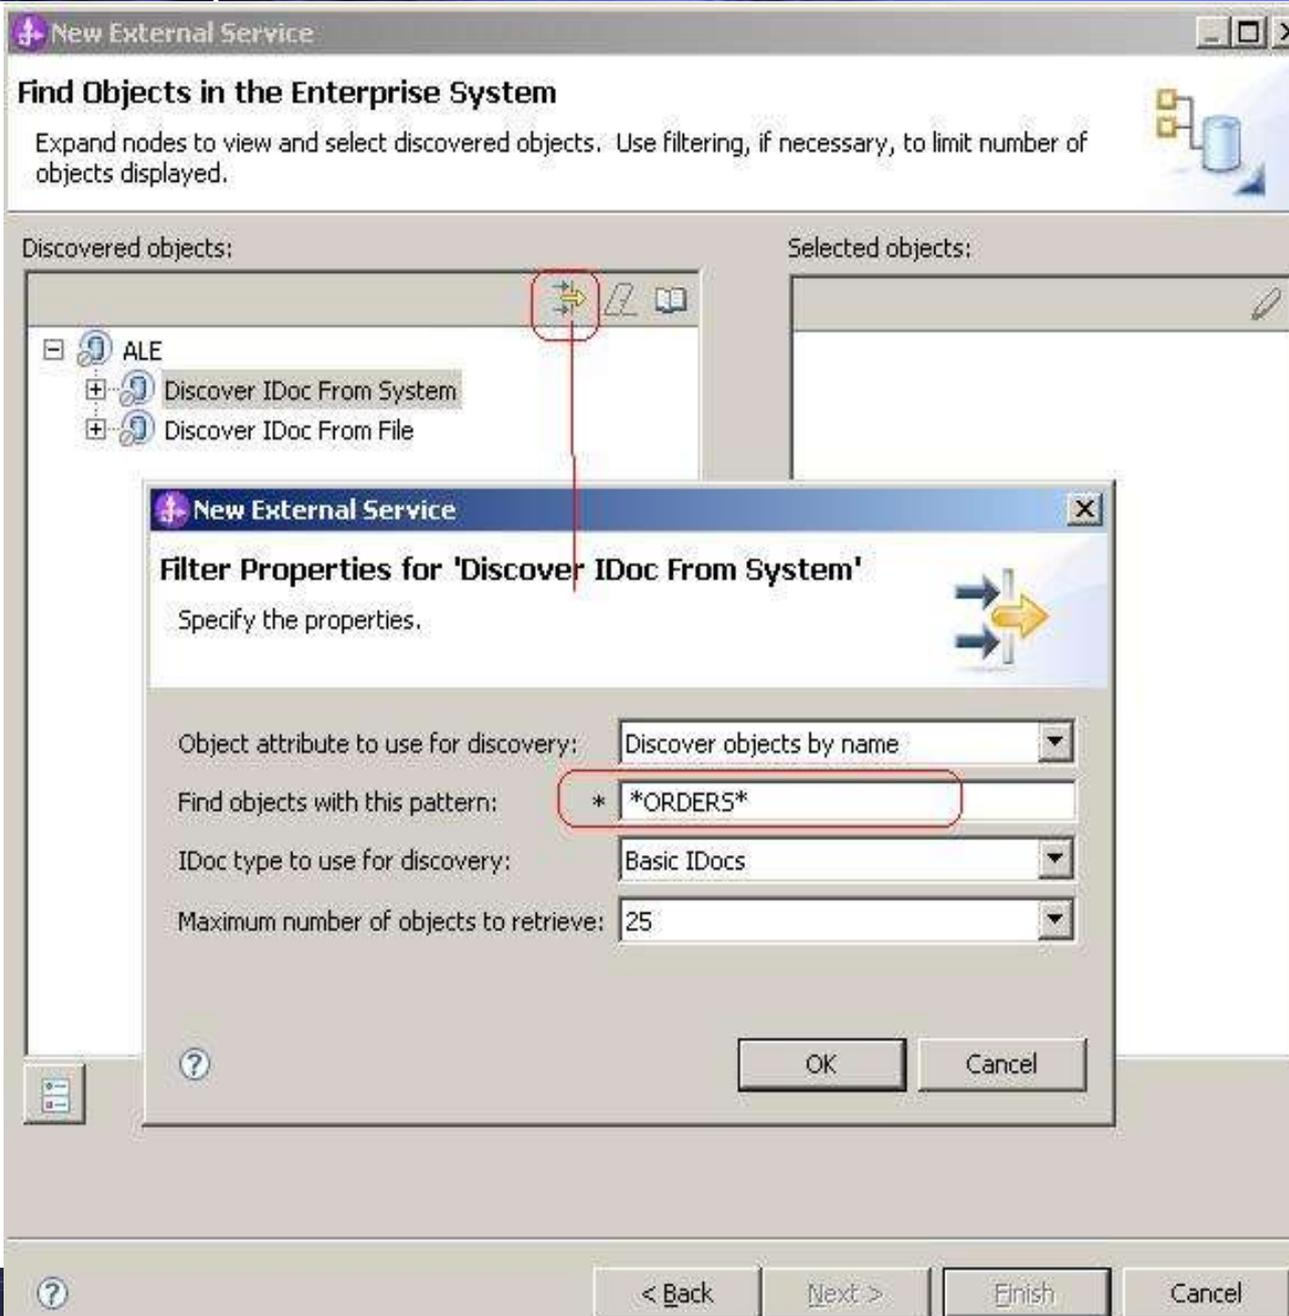 New External Service
Find Objects in the Enterprise System
Expand nodes to view and select discovered objects. Use filtering, if necessary, to limit number of
objects displayed.
Discovered objects:
Selected objects:
ALE
Discover IDoc From System
Discover IDoc From File
New External Service
Filter Properties for 'Discover IDoc From System'
Specify the properties.
Object attribute to use for discovery: Discover objects by name
Find objects with this pattern: * *ORDERS*
IDoc type to use for discovery: Basic IDocs
Maximum number of objects to retrieve: 25
OK Cancel
< Back Next > Finish Cancel